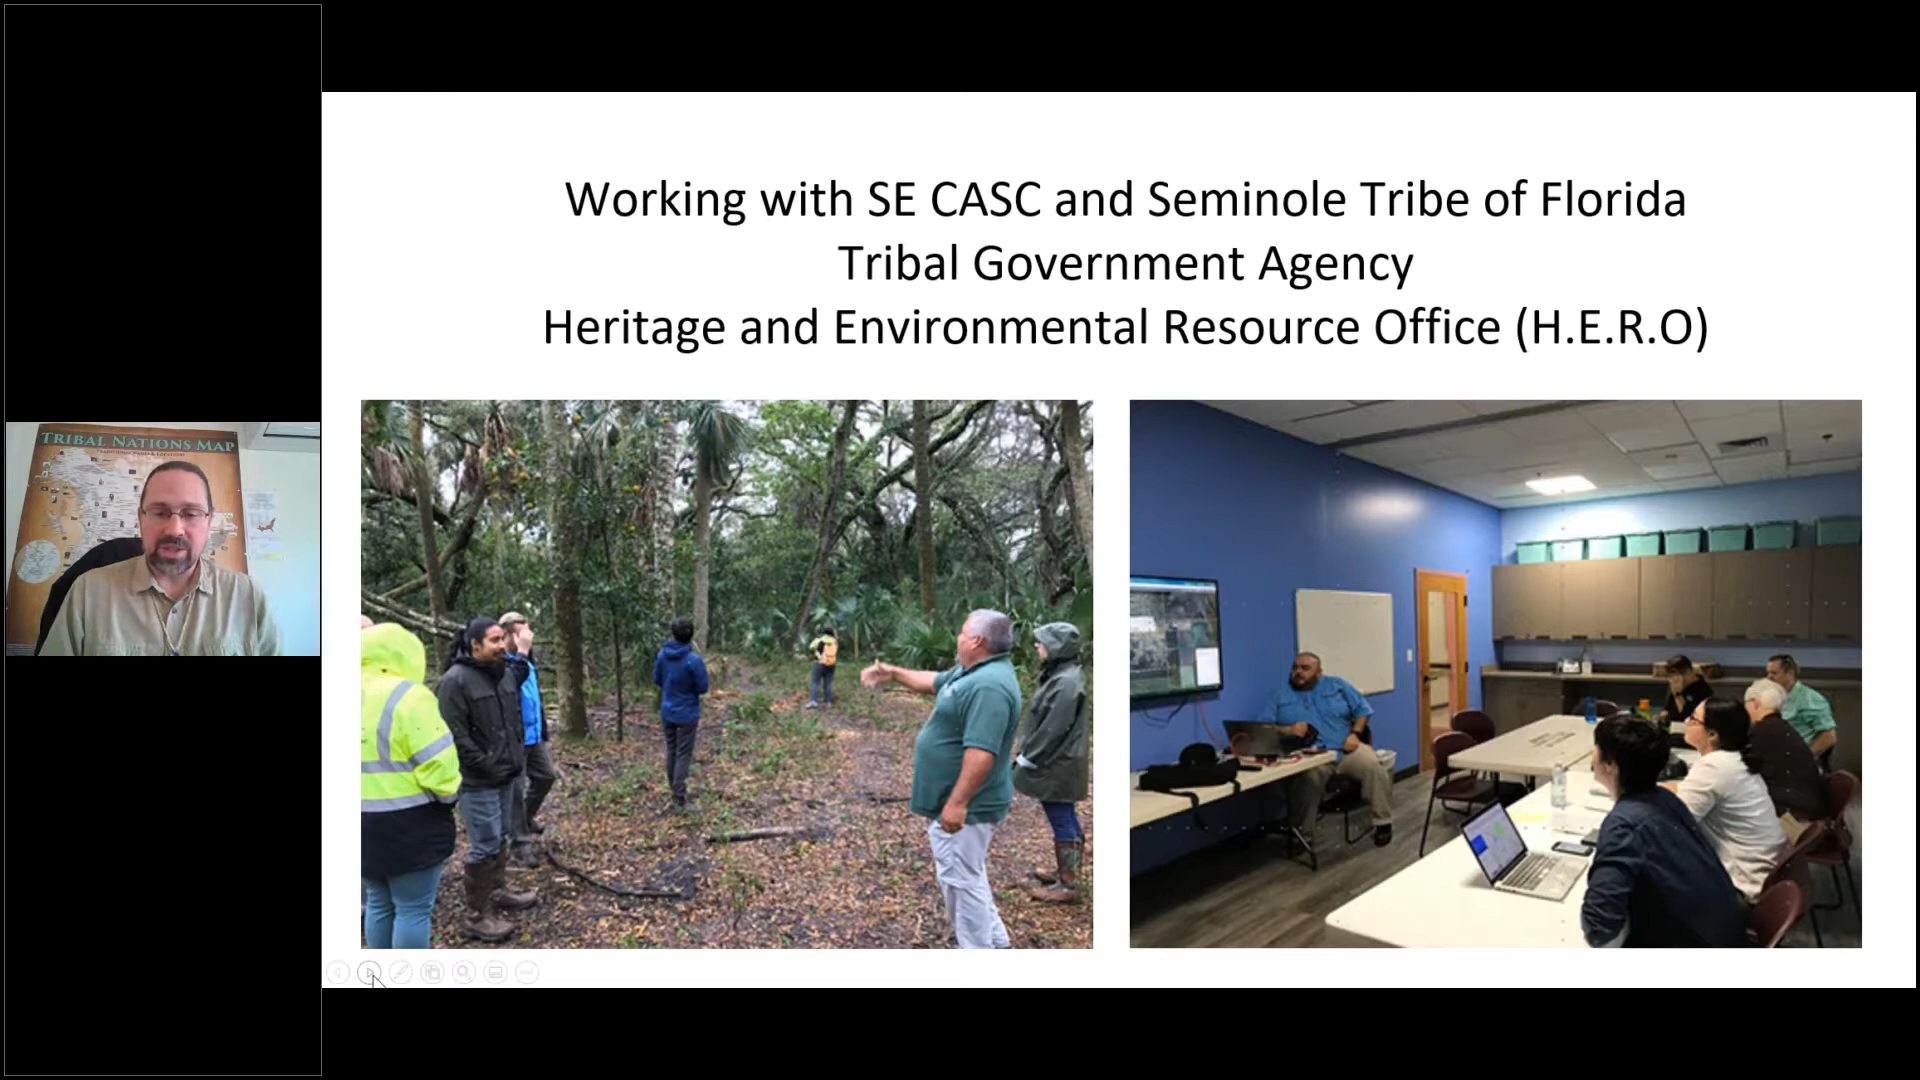 Working with SE CASC and Seminole Tribe of Florida
Tribal Government Agency
Heritage and Environmental Resource Office (H.E.R.O)
TRIBAL NATIONS MAP